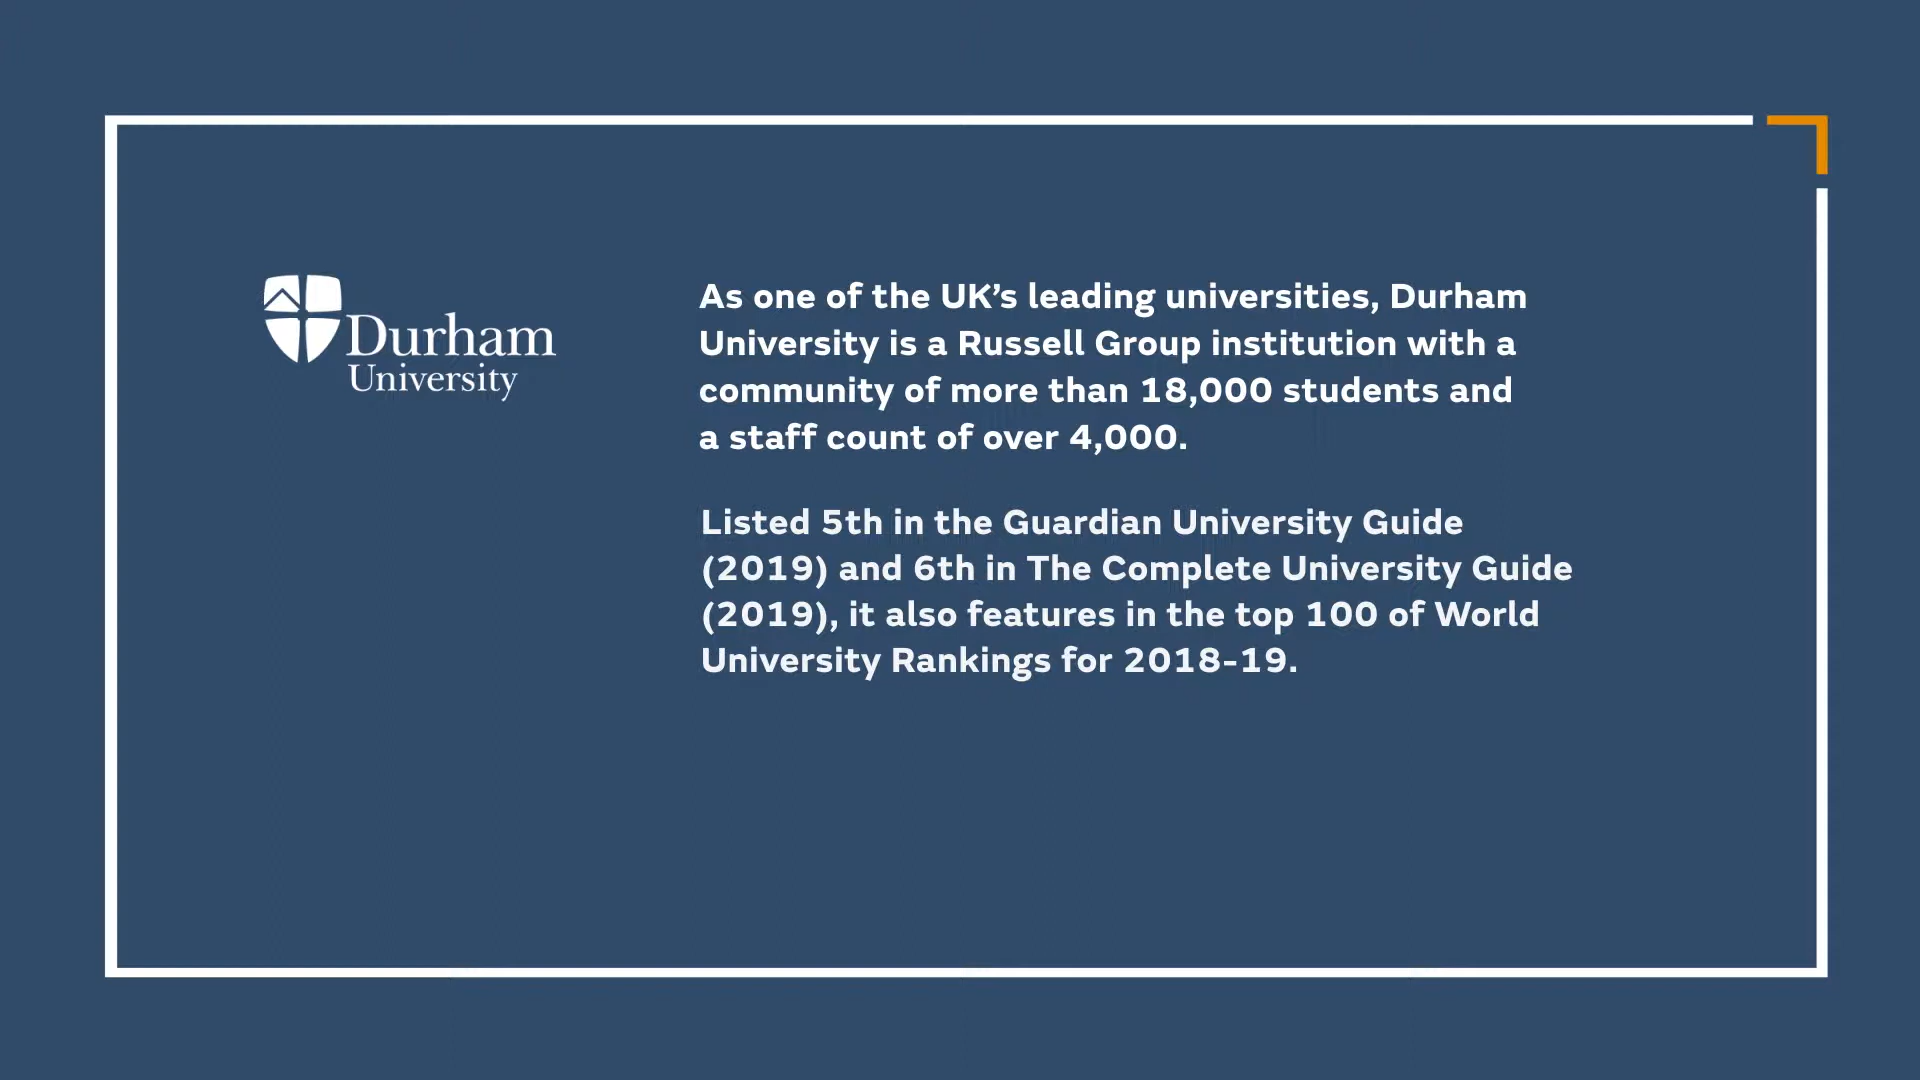 Durham
University
As one of the UK’s leading universities, Durham
University is a Russell Group institution with a
community of more than 18,000 students and
a staff count of over 4,000.
Listed 5th in the Guardian University Guide
(2019) and 6th in The Complete University Guide
(2019), it also features in the top 100 of World
University Rankings for 2018-19.